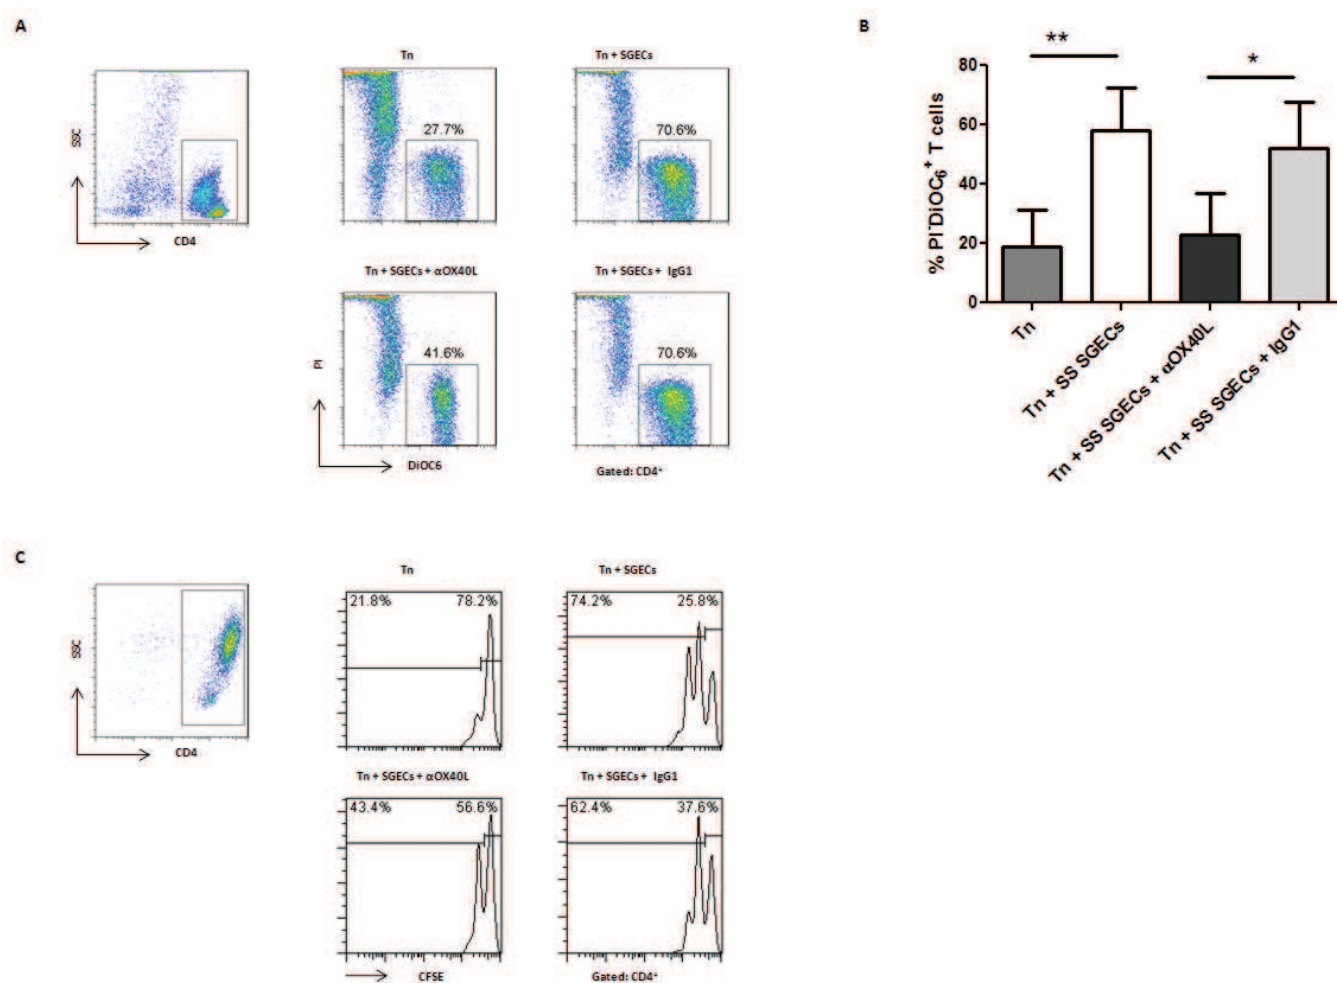 A
SSC
CD4
Tn
27.7%
Tn + SGECs
70.6%
Tn + SGECs + αOX40L
41.6%
PI
DiOC6
Tn + SGECs + IgG1
70.6%
Gated: CD4⁺
B
% PI⁻DiOC₆⁺ T cells
80
60
40
20
0
**
*
Tn
Tn + SS SGECs
Tn + SS SGECs + αOX40L
Tn + SS SGECs + IgG1
C
SSC
CD4
Tn
21.8% 78.2%
Tn + SGECs
74.2% 25.8%
Tn + SGECs + αOX40L
43.4% 56.6%
CFSE
Tn + SGECs + IgG1
62.4% 37.6%
Gated: CD4⁺